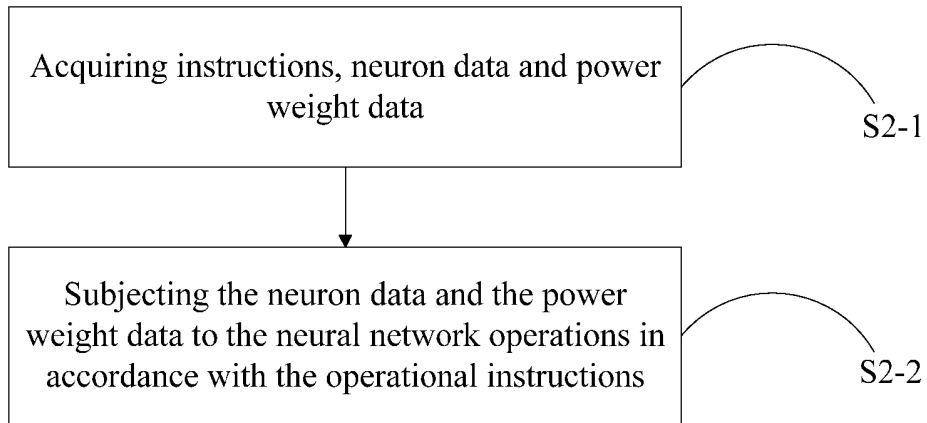 Acquiring instructions, neuron data and power
weight data
S2-1
Subjecting the neuron data and the power
weight data to the neural network operations in
accordance with the operational instructions
S2-2